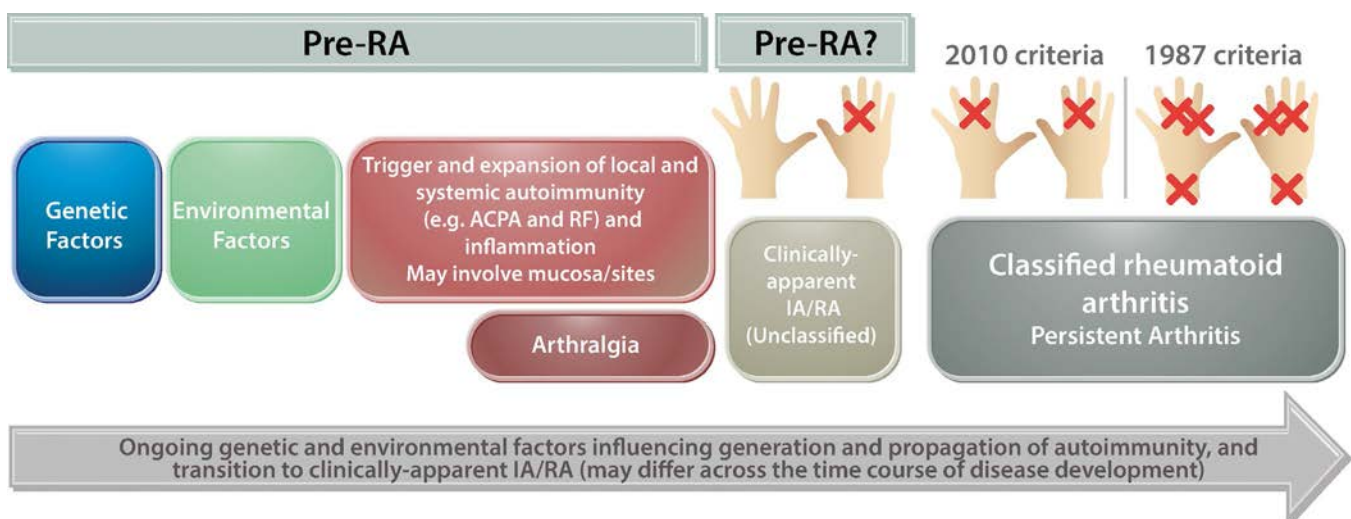 Pre-RA
Pre-RA?
2010 criteria
1987 criteria
Genetic
Factors
Environmental
Factors
Trigger and expansion of local and
systemic autoimmunity
(e.g. ACPA and RF) and
inflammation
May involve mucosa/sites
Arthralgia
Clinically-
apparent
IA/RA
(Unclassified)
Classified rheumatoid
arthritis
Persistent Arthritis
Ongoing genetic and environmental factors influencing generation and propagation of autoimmunity, and
transition to clinically-apparent IA/RA (may differ across the time course of disease development)